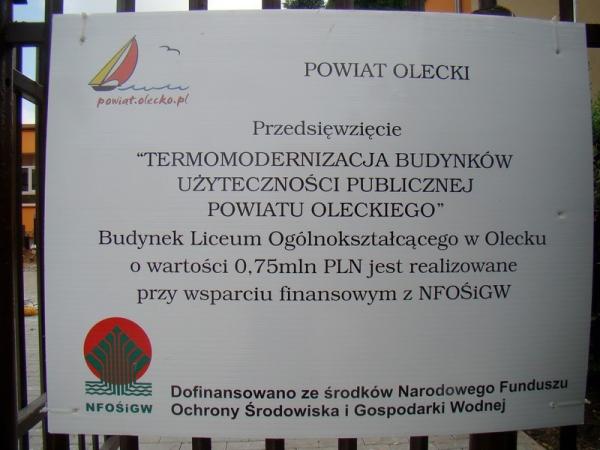 powiat.olecko.pl
POWIAT OLECKI
Przedsięwzięcie
“TERMOMODERNIZACJA BUDYNKÓW
UŻYTECZNOŚCI PUBLICZNEJ
POWIATU OLECKIEGO”
Budynek Liceum Ogólnokształcącego w Olecku
o wartości 0,75mln PLN jest realizowane
przy wsparciu finansowym z NFOŚiGW
NFOŚiGW
Dofinansowano ze środków Narodowego Funduszu
Ochrony Środowiska i Gospodarki Wodnej